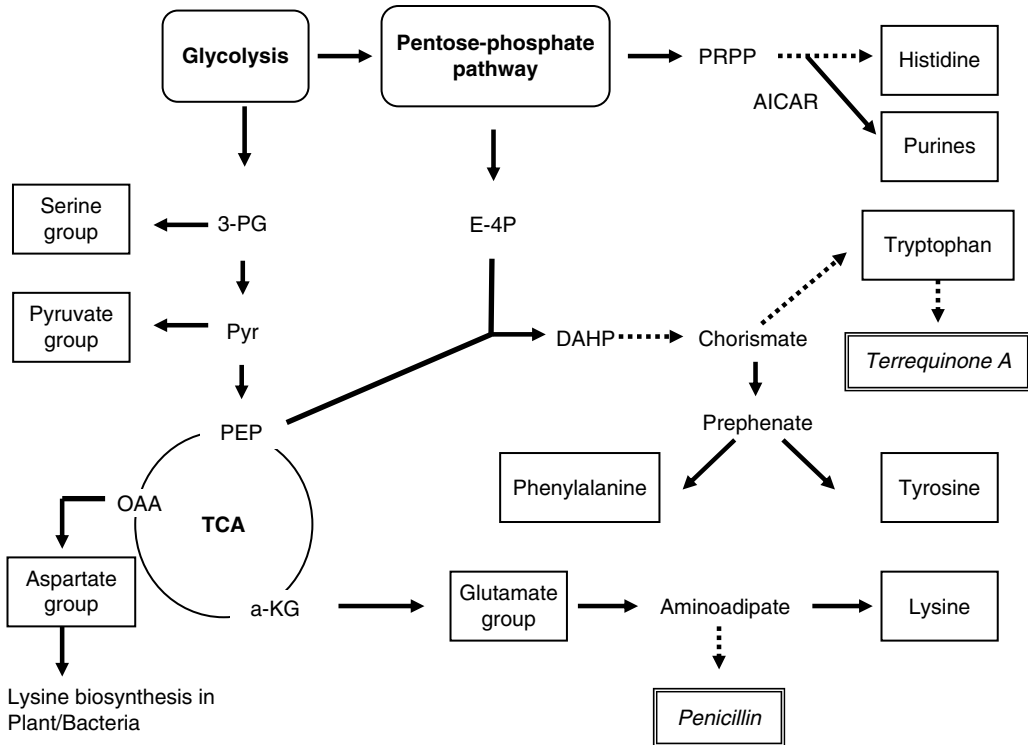 Glycolysis
Pentose-phosphate
pathway
PRPP
Histidine
AICAR
Purines
Serine
group
3-PG
E-4P
Tryptophan
Pyruvate
group
Pyr
DAHP
Chorismate
Terrequinone A
PEP
Prephenate
OAA
TCA
Phenylalanine
Tyrosine
Aspartate
group
a-KG
Glutamate
group
Aminoadipate
Lysine
Lysine biosynthesis in
Plant/Bacteria
Penicillin